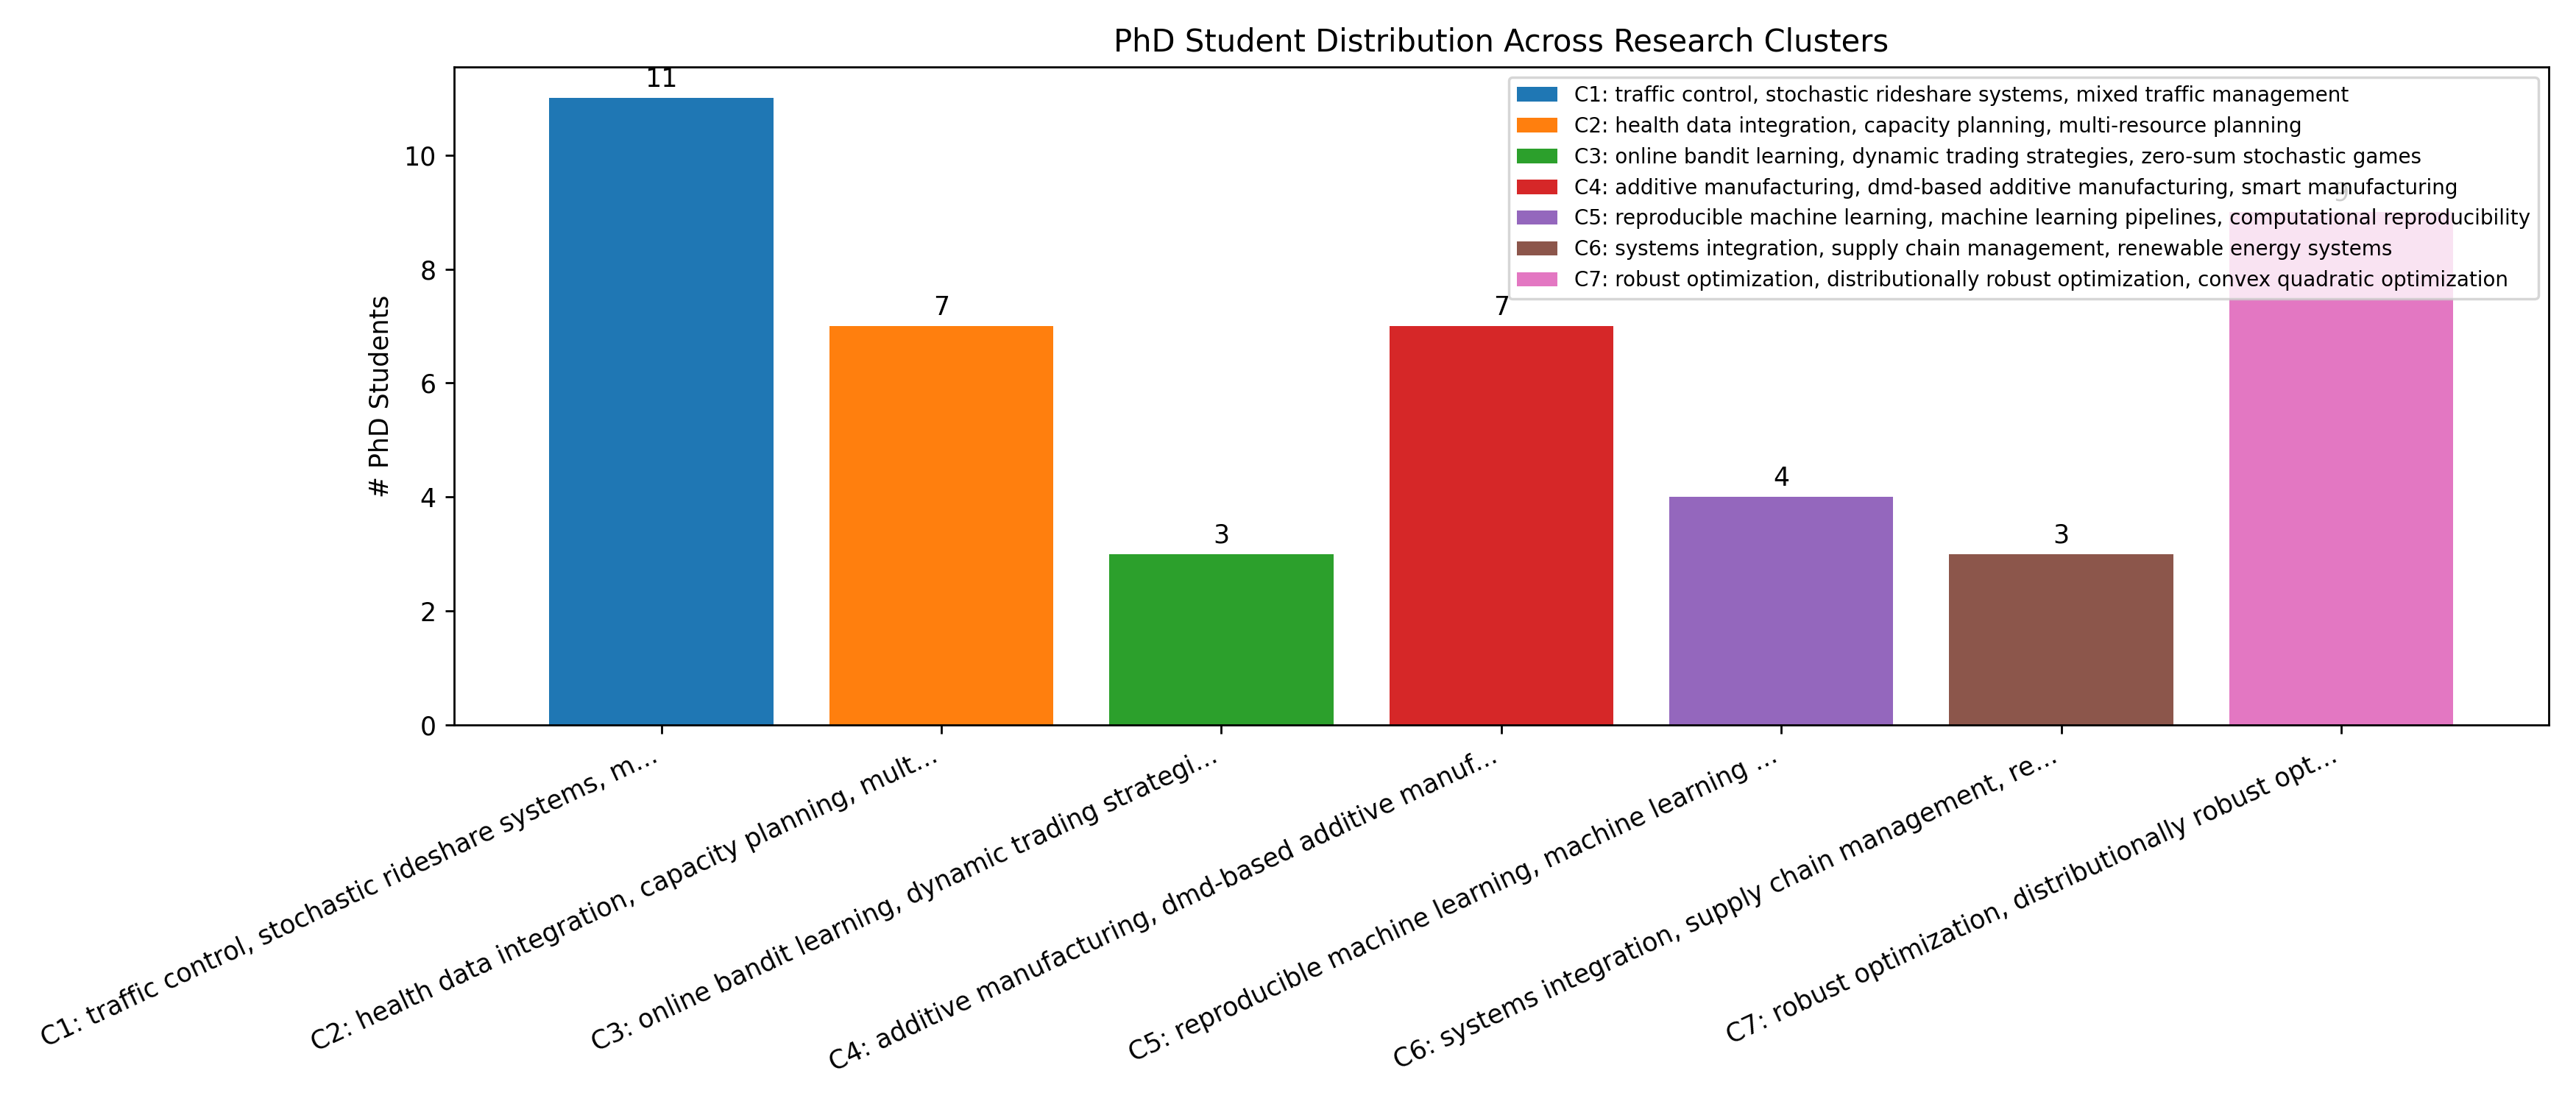 PhD Student Distribution Across Research Clusters
11
C1: traffic control, stochastic rideshare systems, mixed traffic management
C2: health data integration, capacity planning, multi-resource planning
C3: online bandit learning, dynamic trading strategies, zero-sum stochastic games
C4: additive manufacturing, dmd-based additive manufacturing, smart manufacturing
C5: reproducible machine learning, machine learning pipelines, computational reproducibility
C6: systems integration, supply chain management, renewable energy systems
C7: robust optimization, distributionally robust optimization, convex quadratic optimization
9
7
7
4
3
3
# PhD Students
10
8
6
4
2
0
C1: traffic control, stochastic rideshare systems, m...
C2: health data integration, capacity planning, mult...
C3: online bandit learning, dynamic trading strategi...
C4: additive manufacturing, dmd-based additive manuf...
C5: reproducible machine learning, machine learning ...
C6: systems integration, supply chain management, re...
C7: robust optimization, distributionally robust opt...